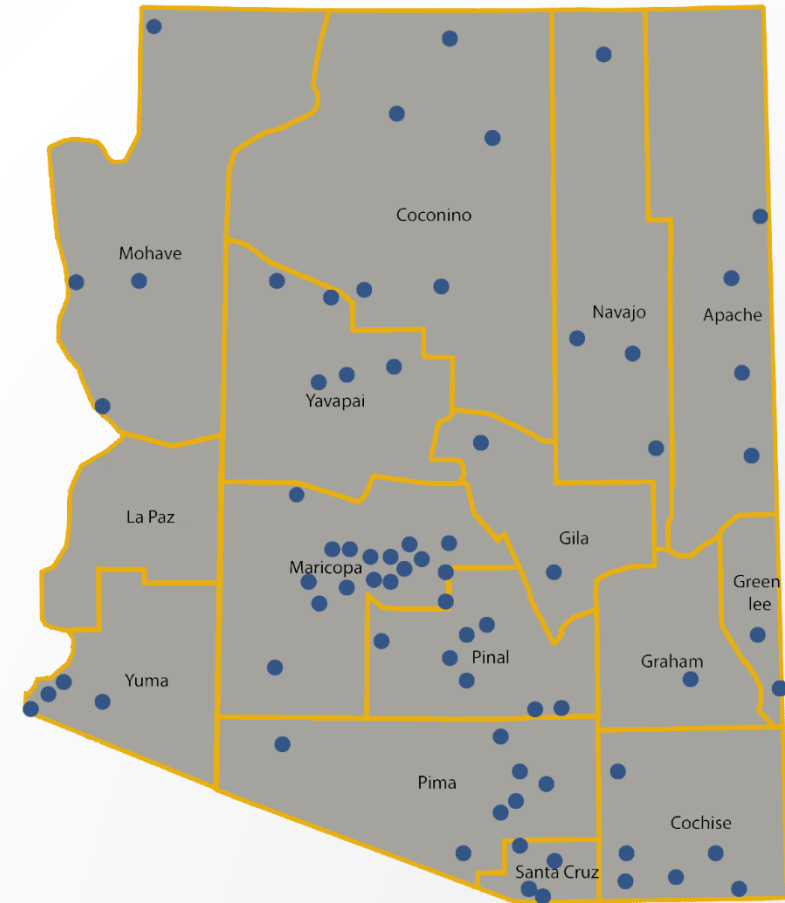 Coconino
Mohave
Navajo
Apache
Yavapai
La Paz
Gila
Maricopa
Green
lee
Pinal
Graham
Yuma
Pima
Cochise
Santa Cruz